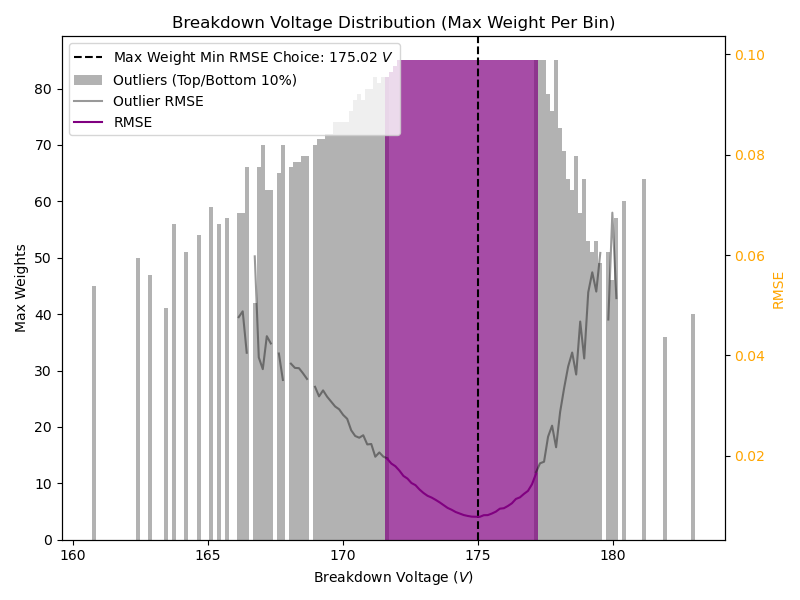 Breakdown Voltage Distribution (Max Weight Per Bin)
Max Weight Min RMSE Choice: 175.02 V
Outliers (Top/Bottom 10%)
Outlier RMSE
RMSE
Max Weights
80
70
60
50
40
30
20
10
0
0.10
0.08
0.06
0.04
0.02
RMSE
160 165 170 175 180
Breakdown Voltage (V)